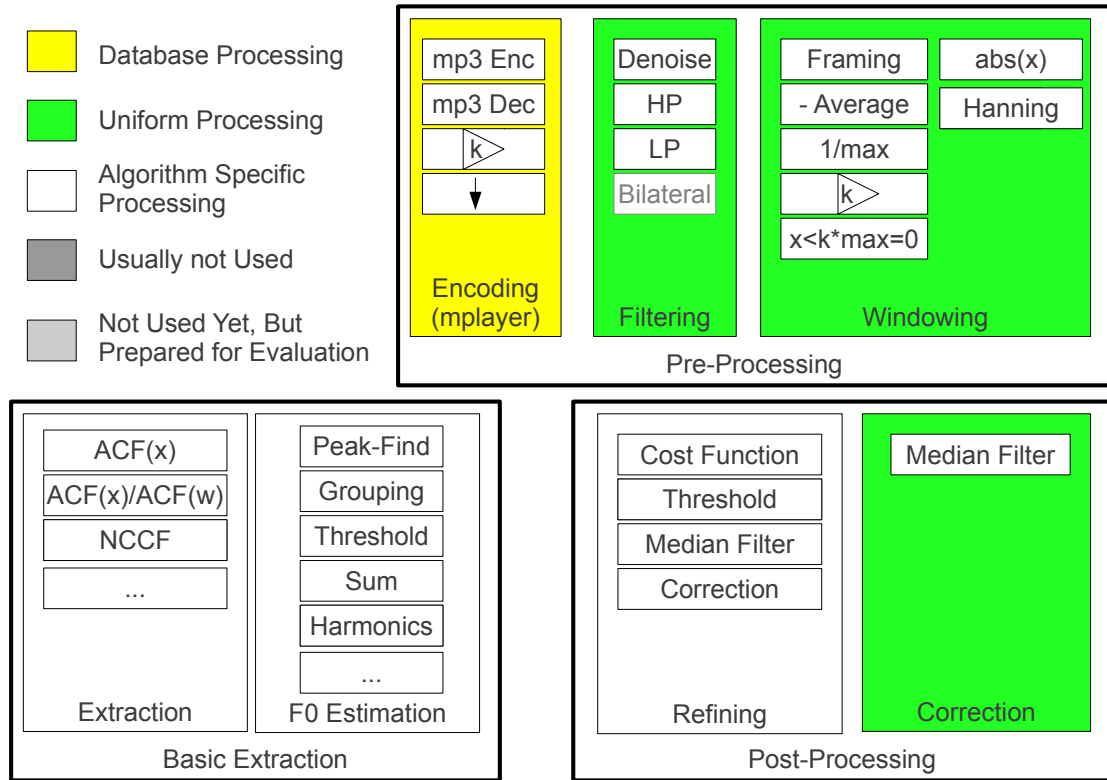 Database Processing
Uniform Processing
Algorithm Specific
Processing
Usually not Used
Not Used Yet, But
Prepared for Evaluation
mp3 Enc
mp3 Dec
k
Encoding
(mplayer)
Denoise
HP
LP
Bilateral
Filtering
Framing
- Average
1/max
k
x<k*max=0
abs(x)
Hanning
Windowing
Pre-Processing
ACF(x)
ACF(x)/ACF(w)
NCCF
...
Extraction
Peak-Find
Grouping
Threshold
Sum
Harmonics
...
F0 Estimation
Basic Extraction
Cost Function
Threshold
Median Filter
Correction
Refining
Median Filter
Correction
Post-Processing